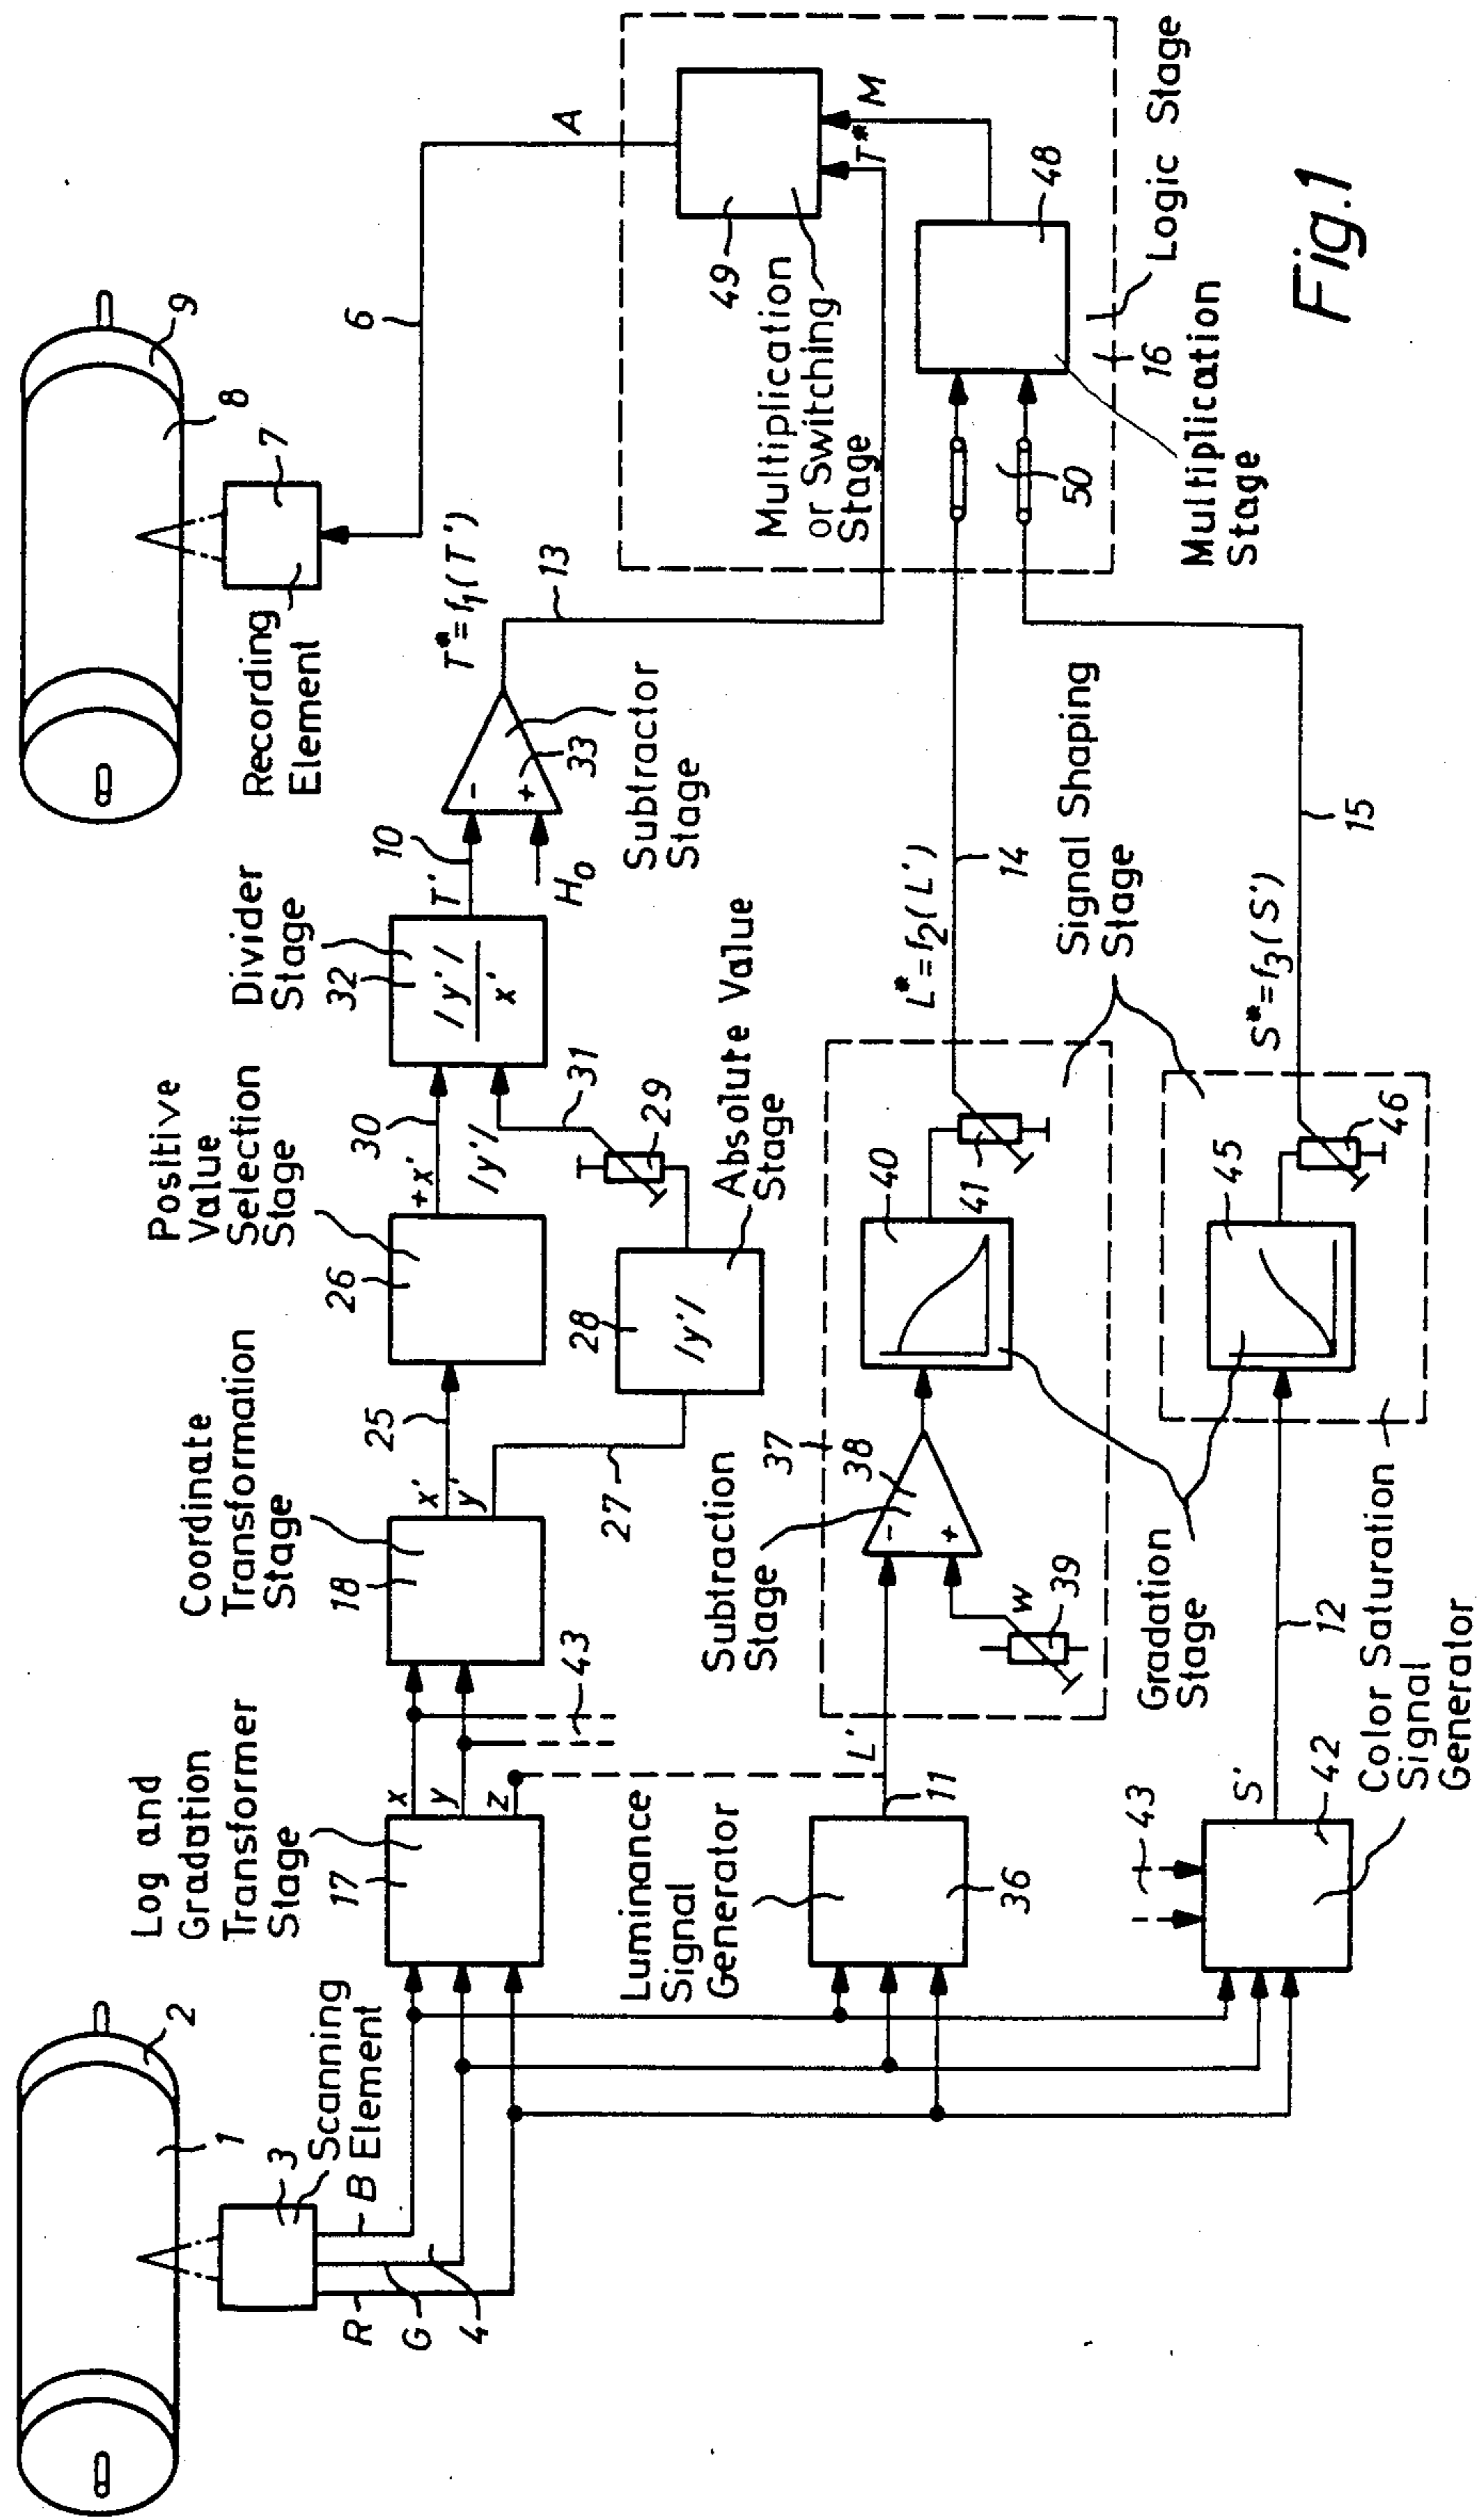 1
2
3
Scanning
Element
R
G
B
4
Log and
Gradation
Transformer
Stage
17
x
y
z
43
Coordinate
Transformation
Stage
18
x'
y'
25
27
Positive
Value
Selection
Stage
26
+x'
30
/y'/
28
/y'/
29
31
Absolute Value
Stage
Divider
Stage
32
/y'/
x'
T'
10
H0
-
+
33
Subtractor
Stage
T*=f1(T')
13
Recording
Element
7
8
9
6
A
Luminance
Signal
Generator
36
L'
11
Subtraction
Stage
37
38
-
+
W
39
40
41
Gradation
Stage
L*=f2(L')
14
Signal Shaping
Stage
43
S'
42
12
Color Saturation
Signal
Generator
45
46
S*=f3(S')
15
49
Multiplication
or Switching
Stage
T*
M
48
50
16
Logic Stage
Multiplication
Stage
Fig.1